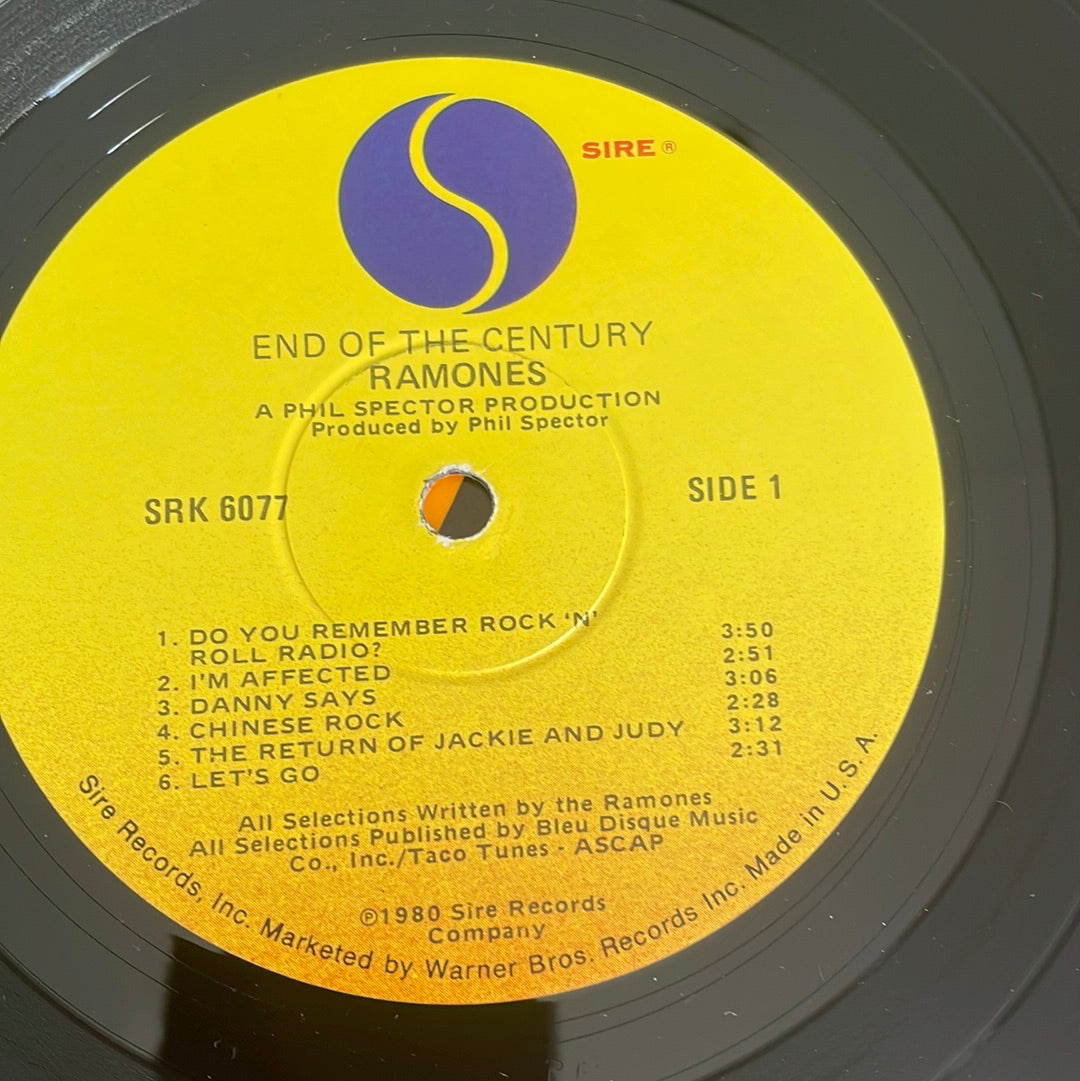 SIRE®
END OF THE CENTURY
RAMONES
A PHIL SPECTOR PRODUCTION
Produced by Phil Spector
SRK 6077
SIDE 1
1. DO YOU REMEMBER ROCK ‘N’ 3:50
ROLL RADIO? 2:51
2. I'M AFFECTED 3:06
3. DANNY SAYS 2:28
4. CHINESE ROCK 3:12
5. THE RETURN OF JACKIE AND JUDY 2:31
6. LET'S GO
All Selections Written by the Ramones
All Selections Published by Bleu Disque Music
Co., Inc./Taco Tunes - ASCAP
℗1980 Sire Records
Company
Sire Records, Inc. Marketed by Warner Bros. Records Inc. Made in U.S.A.